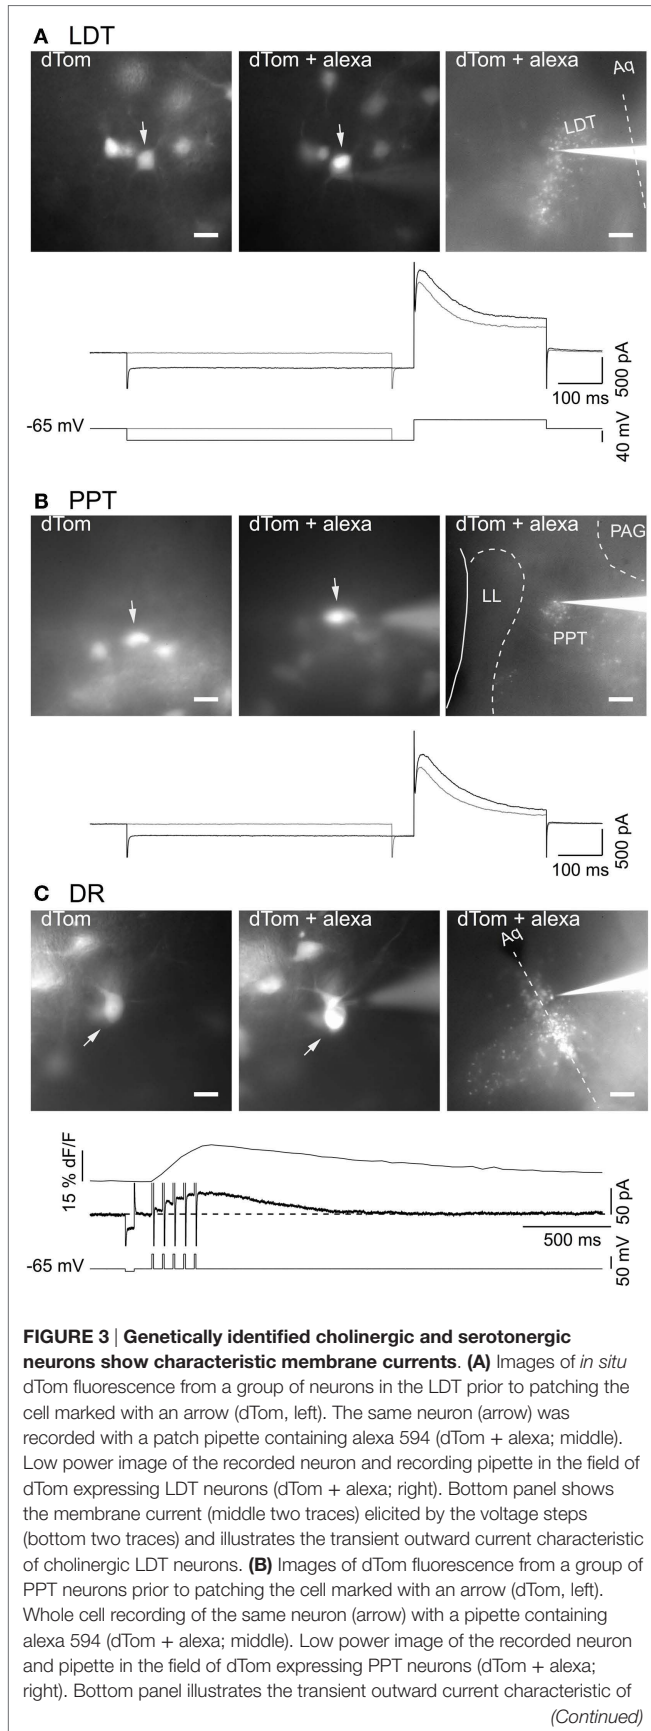 A LDT
dTom
dTom + alexa
dTom + alexa
Aq
LDT
500 pA
100 ms
-65 mV
40 mV
B PPT
dTom
dTom + alexa
dTom + alexa
PAG
LL
PPT
500 pA
100 ms
C DR
dTom
dTom + alexa
dTom + alexa
Aq
15 % dF/F
50 pA
500 ms
-65 mV
50 mV
FIGURE 3 | Genetically identified cholinergic and serotonergic
neurons show characteristic membrane currents. (A) Images of in situ
dTom fluorescence from a group of neurons in the LDT prior to patching the
cell marked with an arrow (dTom, left). The same neuron (arrow) was
recorded with a patch pipette containing alexa 594 (dTom + alexa; middle).
Low power image of the recorded neuron and recording pipette in the field of
dTom expressing LDT neurons (dTom + alexa; right). Bottom panel shows
the membrane current (middle two traces) elicited by the voltage steps
(bottom two traces) and illustrates the transient outward current characteristic
of cholinergic LDT neurons. (B) Images of dTom fluorescence from a group of
PPT neurons prior to patching the cell marked with an arrow (dTom, left).
Whole cell recording of the same neuron (arrow) with a pipette containing
alexa 594 (dTom + alexa; middle). Low power image of the recorded neuron
and pipette in the field of dTom expressing PPT neurons (dTom + alexa;
right). Bottom panel illustrates the transient outward current characteristic of
(Continued)